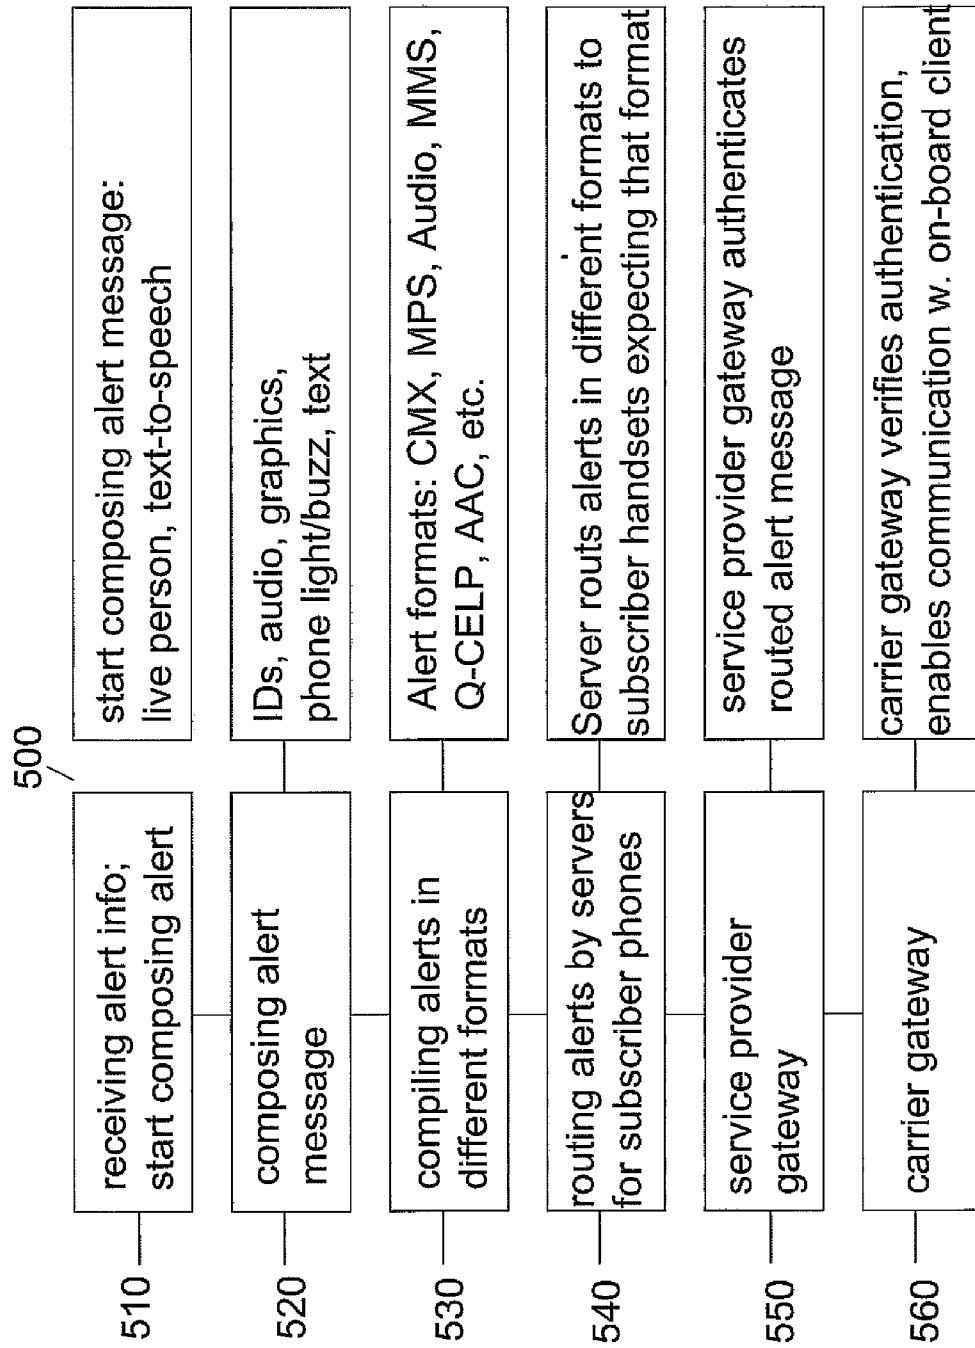 500
510
receiving alert info;
start composing alert
start composing alert message:
live person, text-to-speech
520
composing alert
message
IDs, audio, graphics,
phone light/buzz, text
530
compiling alerts in
different formats
Alert formats: CMX, MPS, Audio, MMS,
Q-CELP, AAC, etc.
540
routing alerts by servers
for subscriber phones
Server routs alerts in different formats to
subscriber handsets expecting that format
550
service provider
gateway
service provider gateway authenticates
routed alert message
560
carrier gateway
carrier gateway verifies authentication,
enables communication w. on-board client